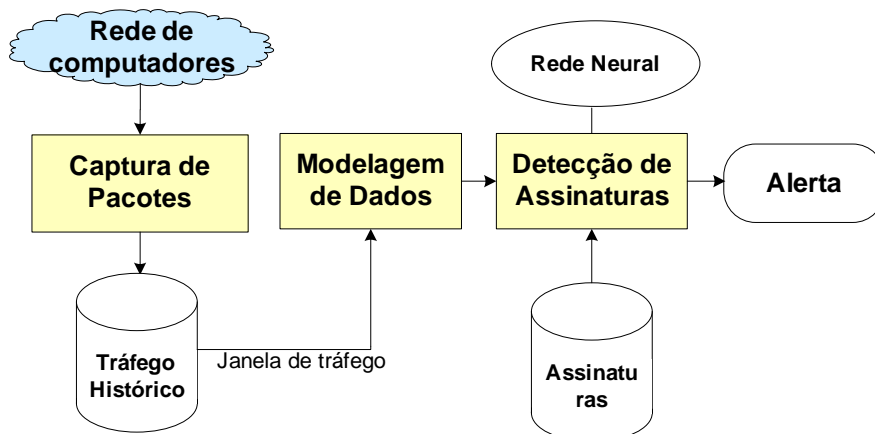 Rede de
computadores
Captura de
Pacotes
Tráfego
Histórico
Janela de tráfego
Modelagem
de Dados
Rede Neural
Detecção de
Assinaturas
Assinatu
ras
Alerta